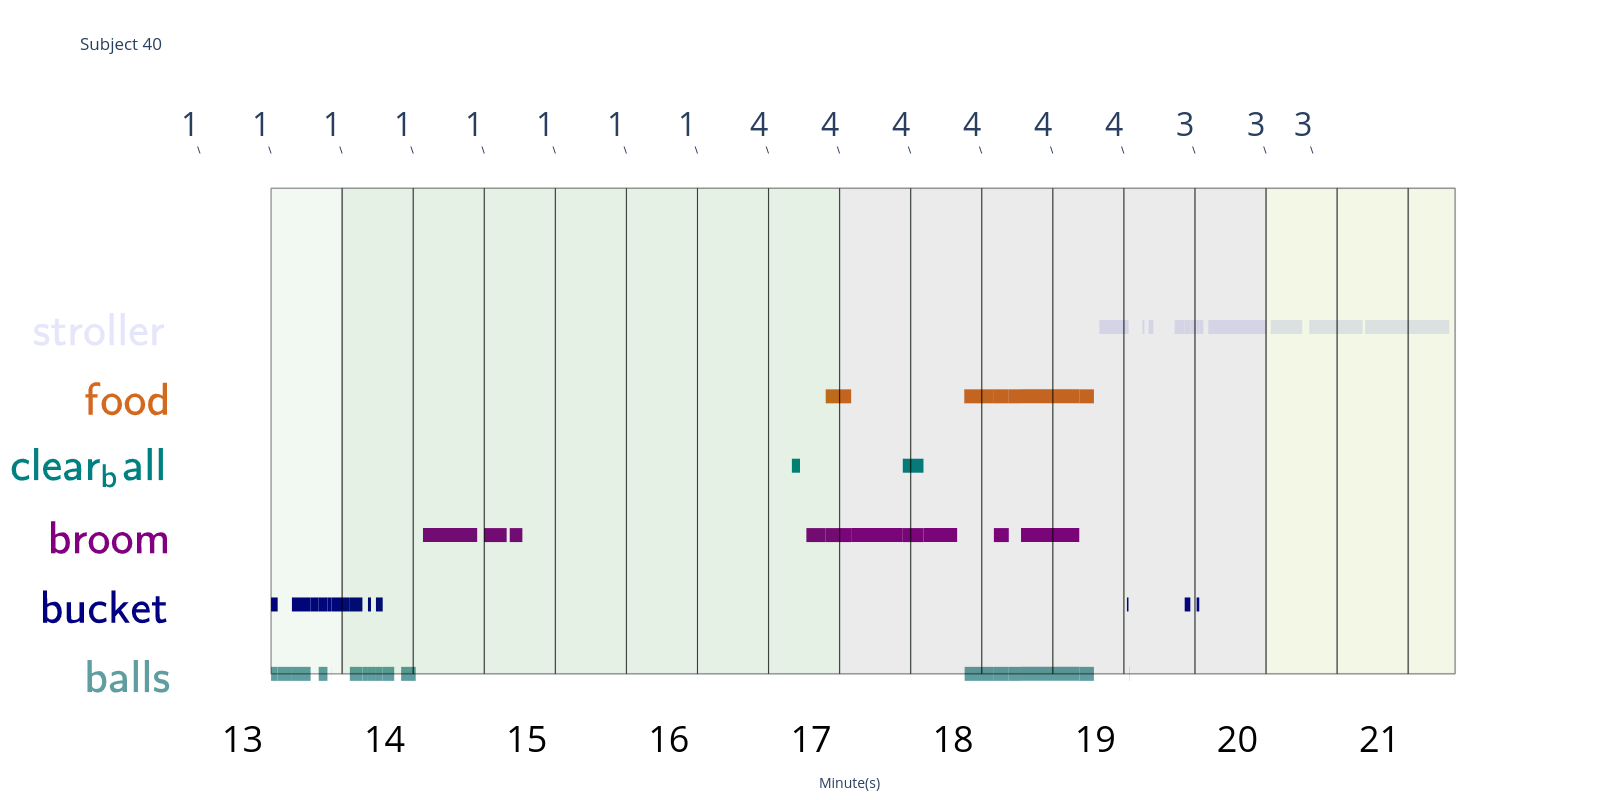 Subject 40
1 1 1 1 1 1 1 1 4 4 4 4 4 4 3 3 3
stroller
food
clear_b all
broom
bucket
balls
13 14 15 16 17 18 19 20 21
Minute(s)